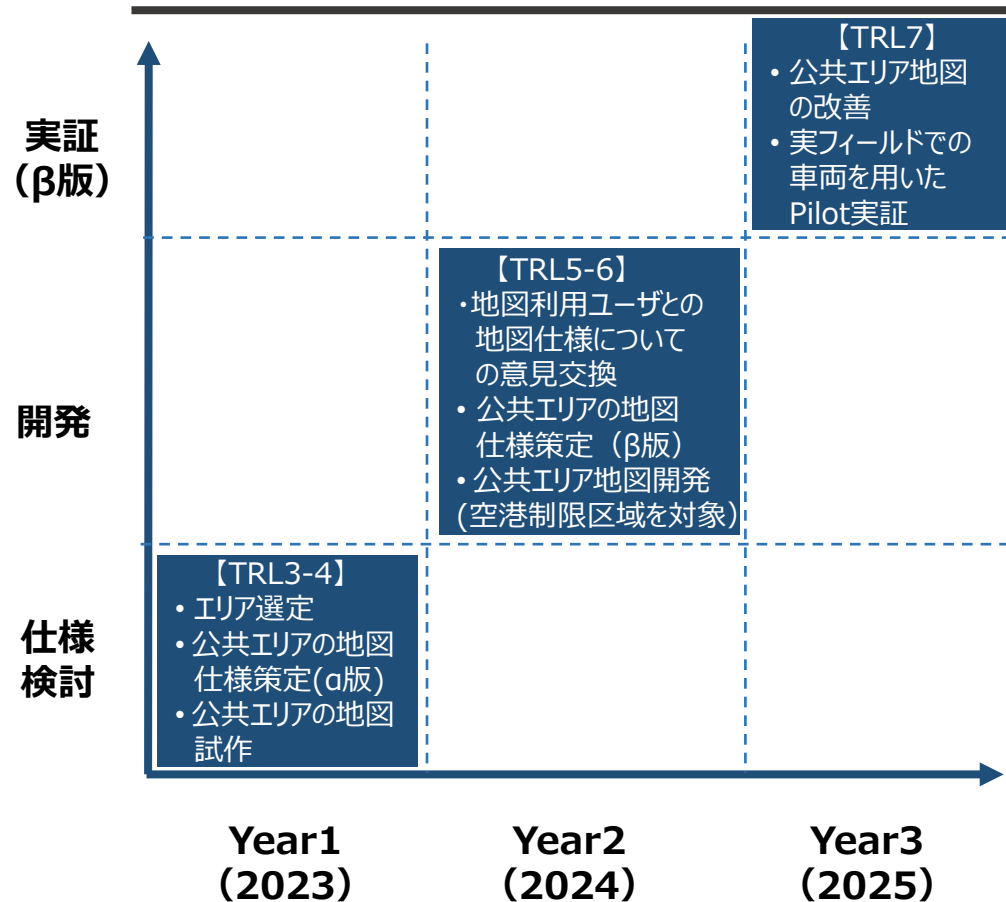 実証
（β版）
【TRL7】
• 公共エリア地図
の改善
• 実フィールドでの
車両を用いた
Pilot実証
開発
【TRL5-6】
・地図利用ユーザとの
地図仕様について
の意見交換
• 公共エリアの地図
仕様策定（β版）
• 公共エリア地図開発
(空港制限区域を対象)
仕様
検討
【TRL3-4】
• エリア選定
• 公共エリアの地図
仕様策定(α版)
• 公共エリアの地図
試作
Year1
（2023）
Year2
（2024）
Year3
（2025）